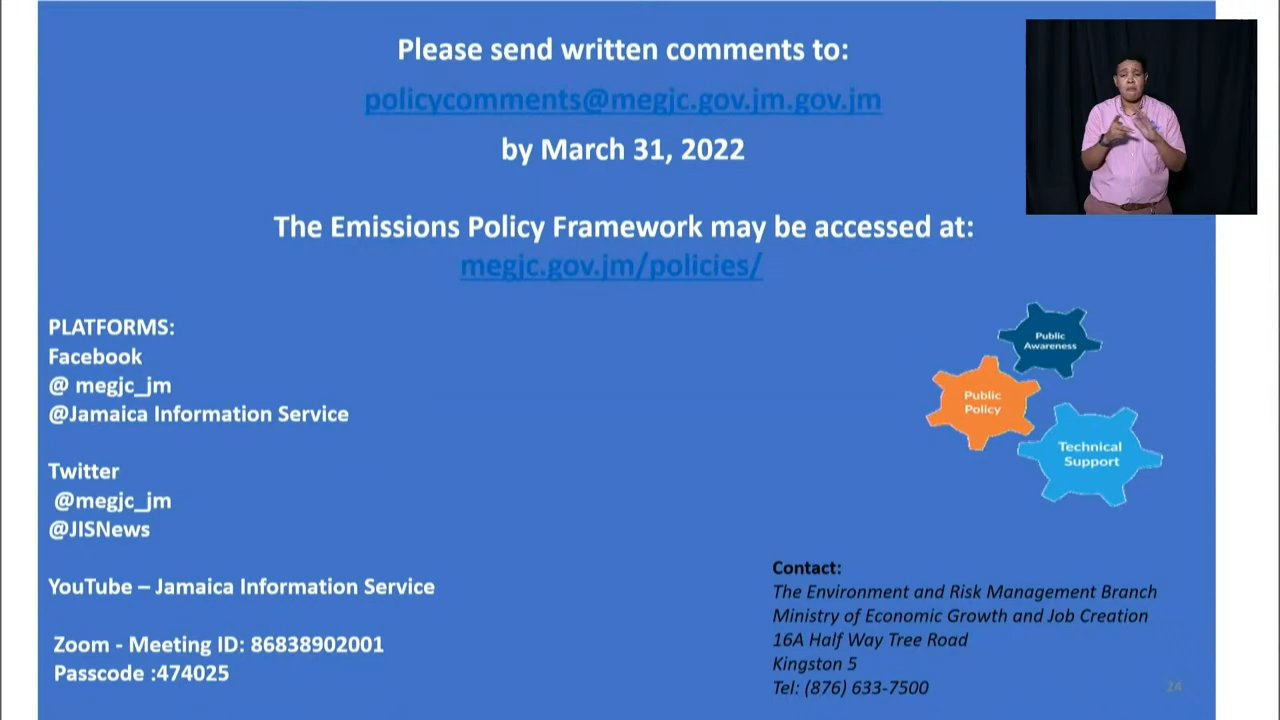 Please send written comments to:
policycomments@megjc.gov.jm.gov.jm
by March 31, 2022
The Emissions Policy Framework may be accessed at:
megjc.gov.jm/policies/
PLATFORMS:
Facebook
@ megjc_jm
@Jamaica Information Service
Twitter
@megjc_jm
@JISNews
YouTube – Jamaica Information Service
Zoom - Meeting ID: 86838902001
Passcode :474025
Public
Awareness
Public
Policy
Technical
Support
Contact:
The Environment and Risk Management Branch
Ministry of Economic Growth and Job Creation
16A Half Way Tree Road
Kingston 5
Tel: (876) 633-7500
24